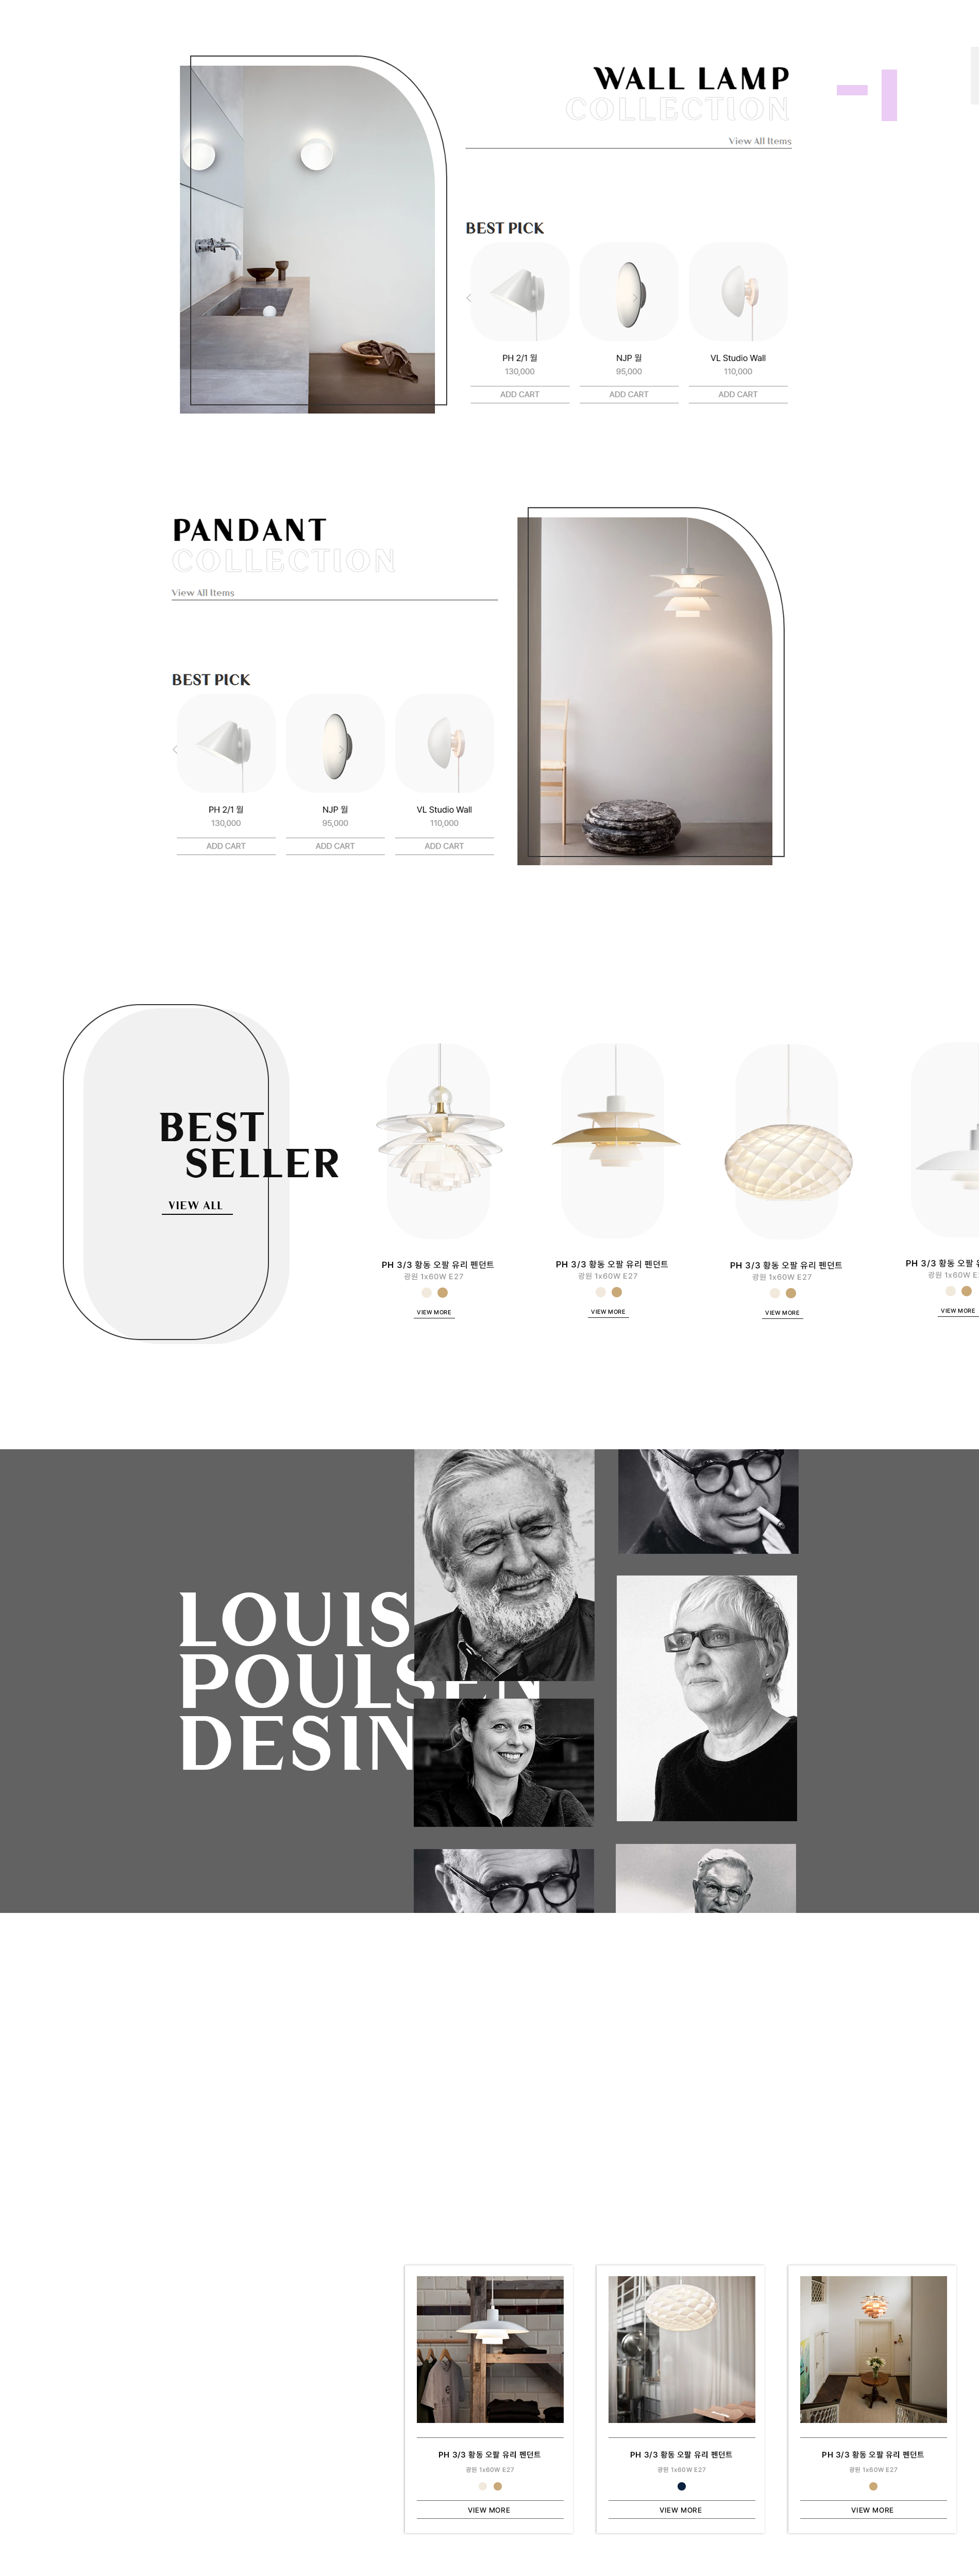 WALL LAMP
COLLECTION
View All Items
BEST PICK
PH 2/1 월
130,000
ADD CART
NJP 월
95,000
ADD CART
VL Studio Wall
110,000
ADD CART
PANDANT
COLLECTION
View All Items
BEST PICK
PH 2/1 월
130,000
ADD CART
NJP 월
95,000
ADD CART
VL Studio Wall
110,000
ADD CART
BEST
SELLER
VIEW ALL
PH 3/3 황동 오팔 유리 펜던트
광원 1x60W E27
VIEW MORE
PH 3/3 황동 오팔 유리 펜던트
광원 1x60W E27
VIEW MORE
PH 3/3 황동 오팔 유리 펜던트
광원 1x60W E27
VIEW MORE
PH 3/3 황동 오팔
광원 1x60W
VIEW MORE
LOUIS
POULSEN
DESIN
PH 3/3 황동 오팔 유리 펜던트
광원 1x60W E27
VIEW MORE
PH 3/3 황동 오팔 유리 펜던트
광원 1x60W E27
VIEW MORE
PH 3/3 황동 오팔 유리 펜던트
광원 1x60W E27
VIEW MORE